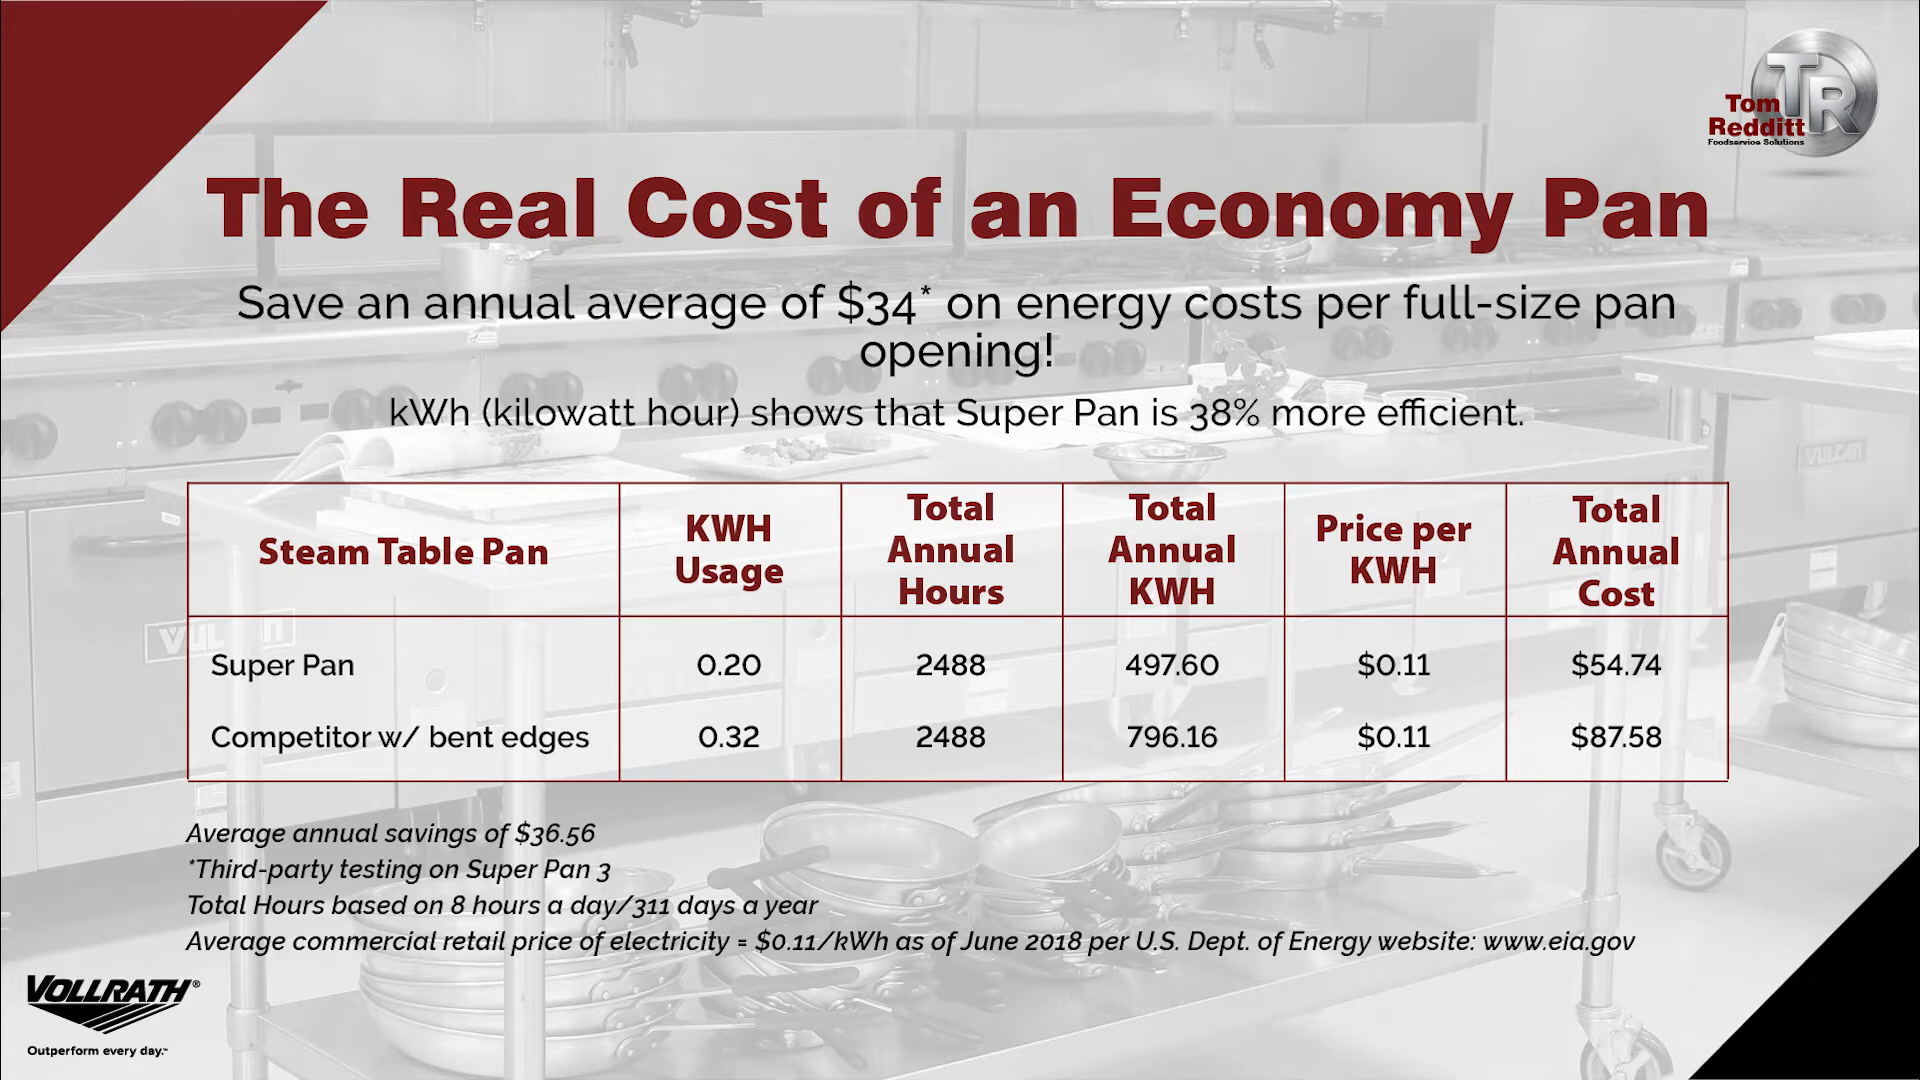 TR
Tom
Redditt
Foodservice Solutions
The Real Cost of an Economy Pan
Save an annual average of $34* on energy costs per full-size pan
opening!
kWh (kilowatt hour) shows that Super Pan is 38% more efficient.
Steam Table Pan
KWH
Usage
Total
Annual
Hours
Total
Annual
KWH
Price per
KWH
Total
Annual
Cost
Super Pan 0.20 2488 497.60 $0.11 $54.74
Competitor w/ bent edges 0.32 2488 796.16 $0.11 $87.58
Average annual savings of $36.56
*Third-party testing on Super Pan 3
Total Hours based on 8 hours a day/311 days a year
Average commercial retail price of electricity = $0.11/kWh as of June 2018 per U.S. Dept. of Energy website: www.eia.gov
VOLLRATH®
Outperform every day.™
VULCAN